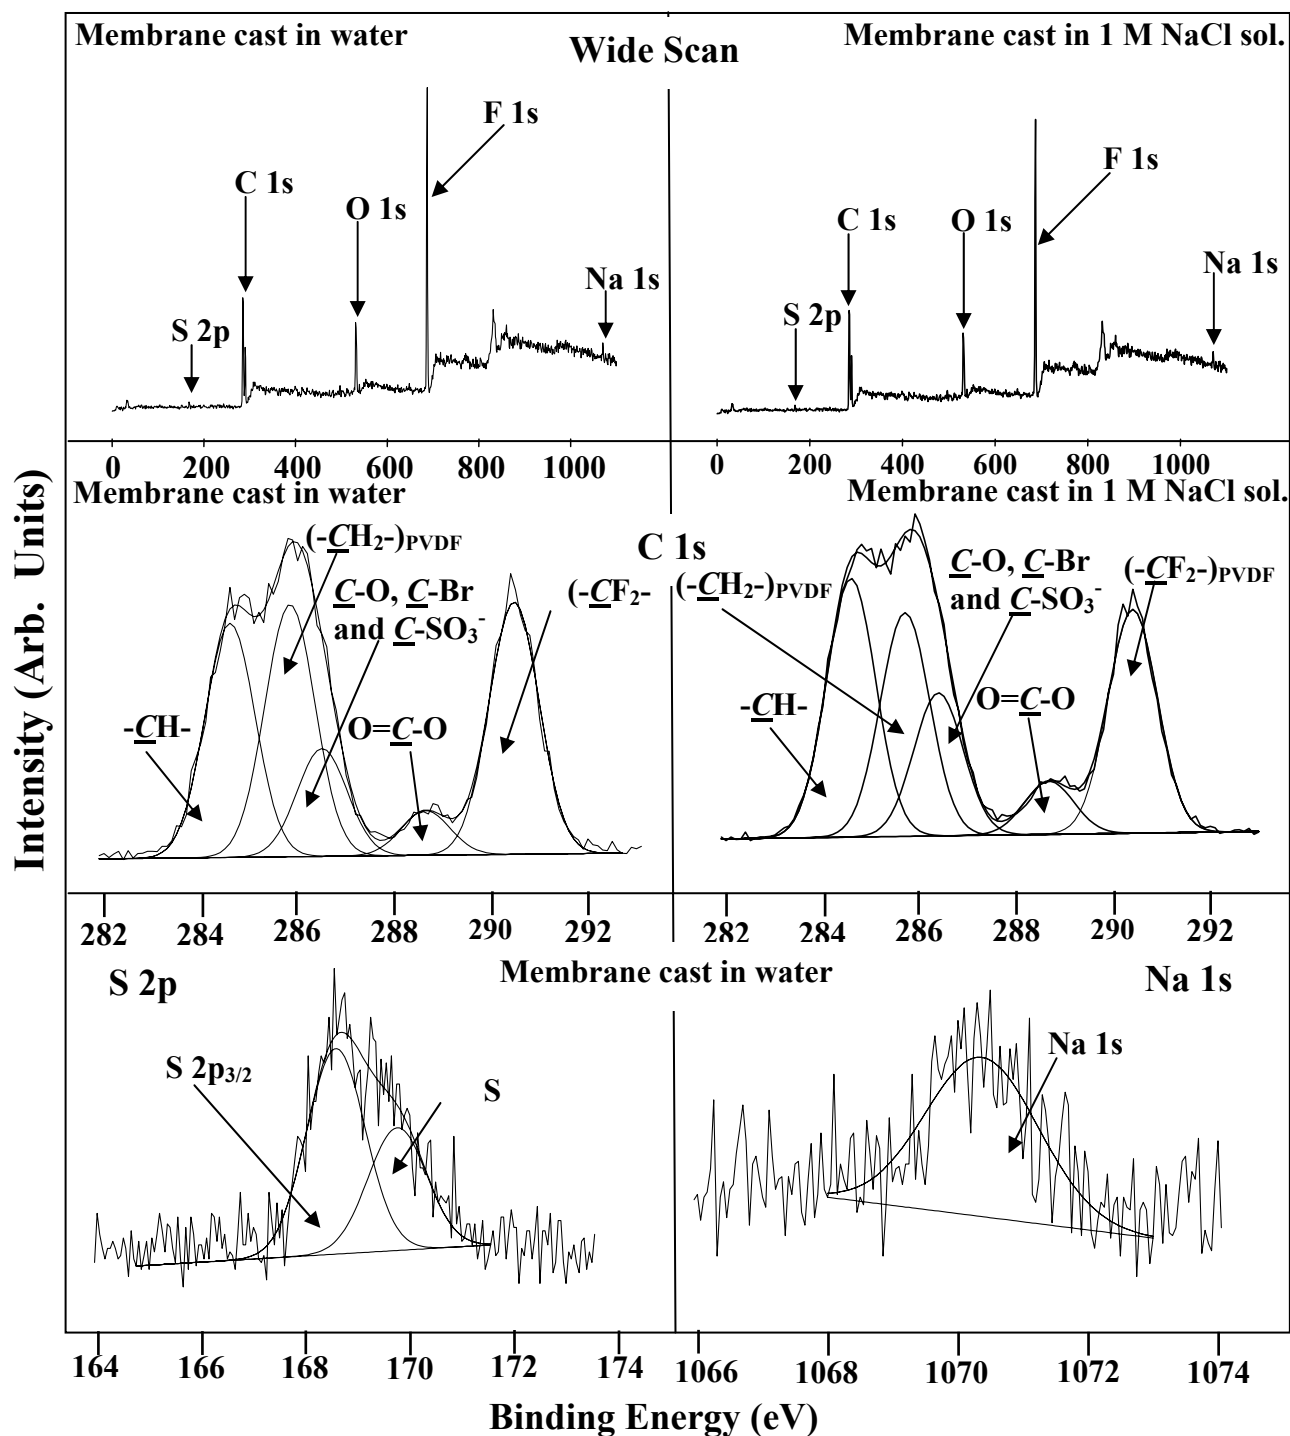 Membrane cast in water
Wide Scan
Membrane cast in 1 M NaCl sol.
F 1s
C 1s
O 1s
Na 1s
S 2p
F 1s
C 1s
O 1s
Na 1s
S 2p
0 200 400 600 800 1000
0 200 400 600 800 1000
Membrane cast in water
Membrane cast in 1 M NaCl sol.
C 1s
(-CH₂-)PVDF
C-O, C-Br
and C-SO₃⁻
(-CF₂-
-CH-
O=C-O
(-CH₂-)PVDF
C-O, C-Br
and C-SO₃⁻
(-CF₂-)PVDF
-CH-
O=C-O
282 284 286 288 290 292
282 284 286 288 290 292
Membrane cast in water
S 2p
Na 1s
S 2p₃/₂
S
Na 1s
164 166 168 170 172 174
1066 1068 1070 1072 1074
Binding Energy (eV)
Intensity (Arb. Units)